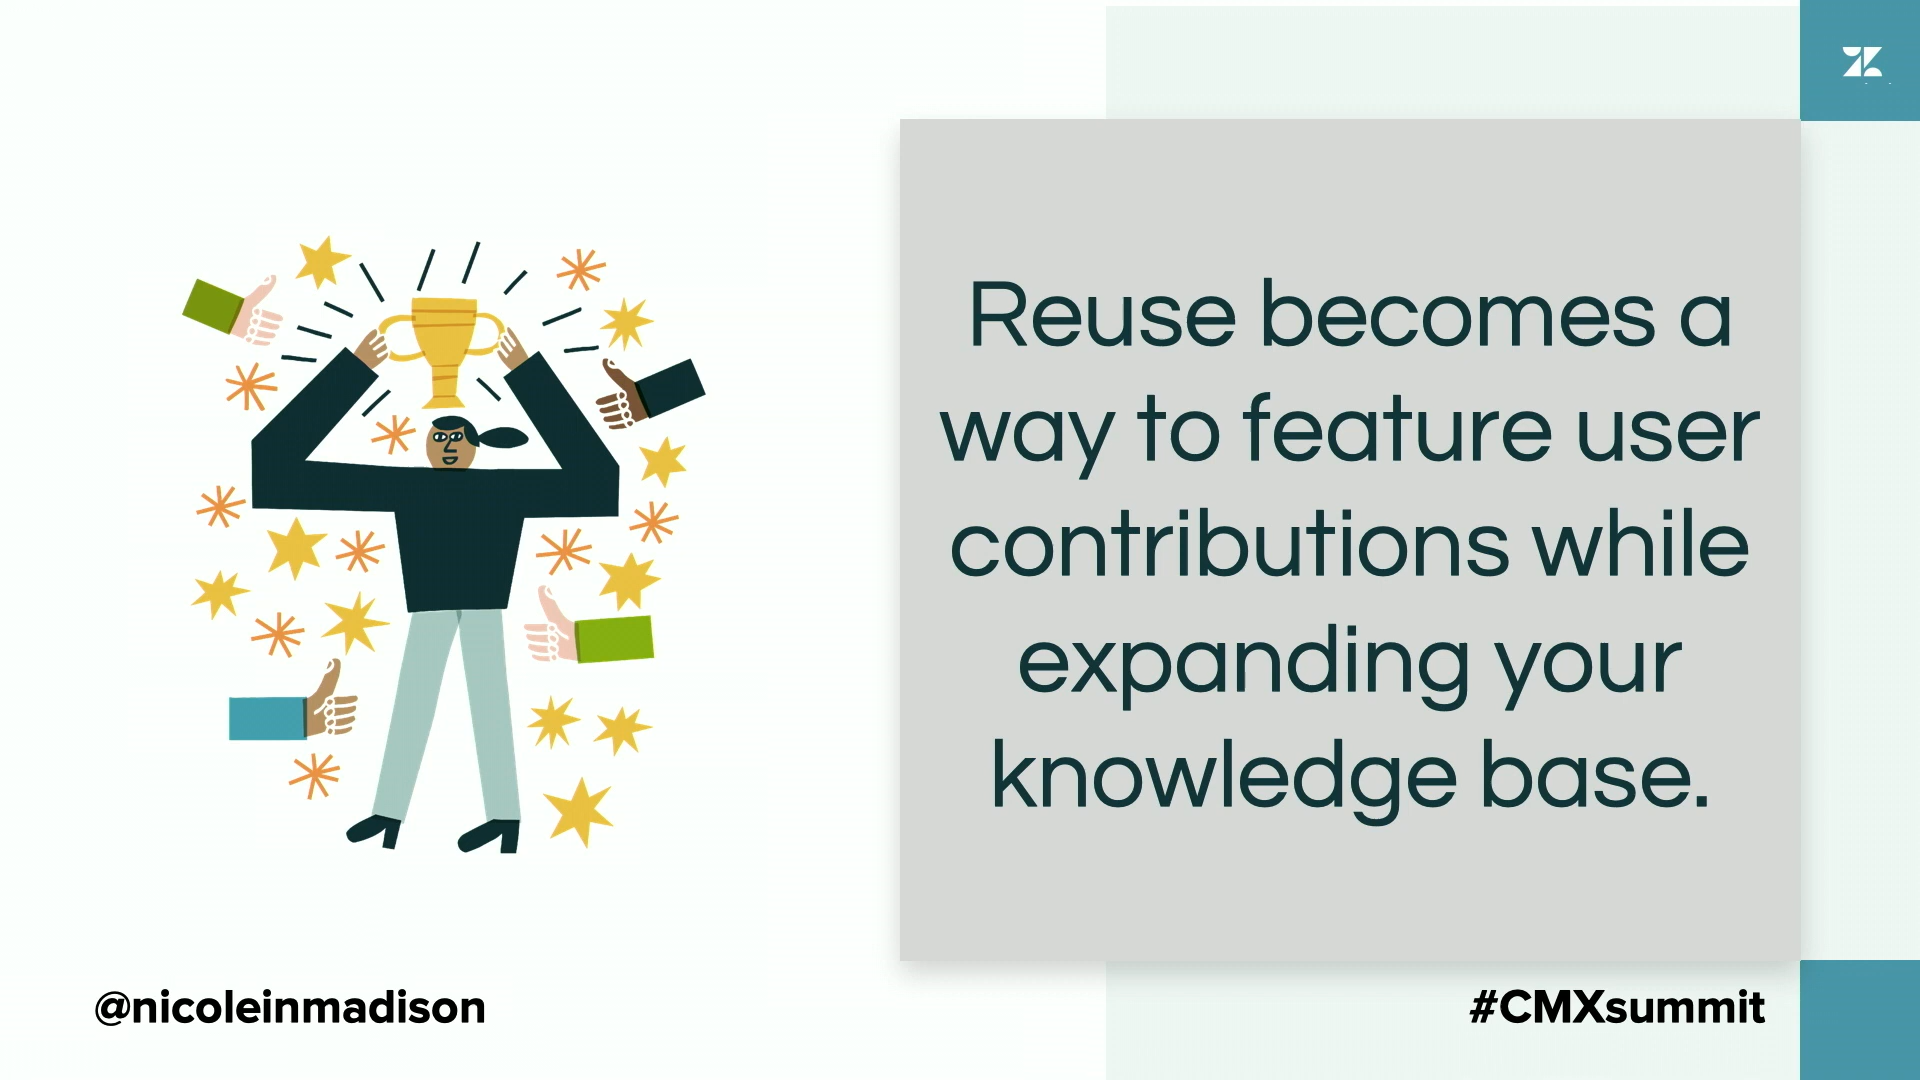 Reuse becomes a
way to feature user
contributions while
expanding your
knowledge base.
@nicoleinmadison
#CMXsummit